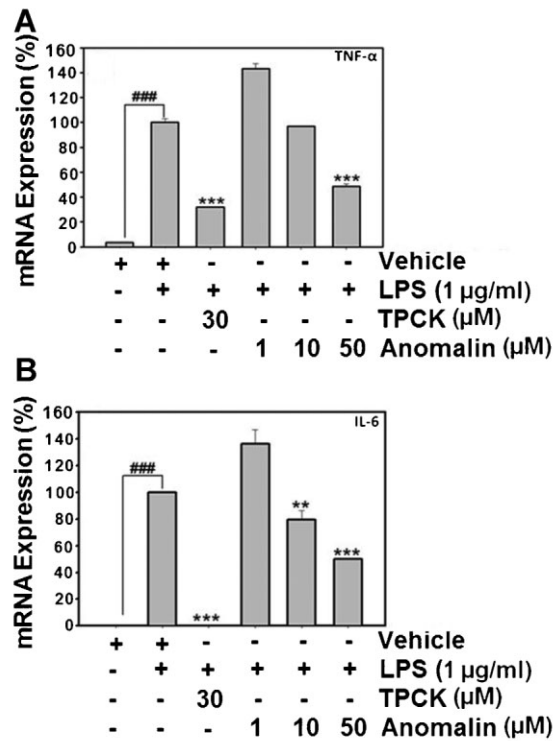 A
mRNA Expression (%)
TNF-α
160
140
120
100
80
60
40
20
0
###
***
***
+ + - - - - Vehicle
- + + + + + LPS (1 µg/ml)
- - 30 - - - TPCK (µM)
- - - 1 10 50 Anomalin (µM)
B
mRNA Expression (%)
IL-6
160
140
120
100
80
60
40
20
0
###
***
**
***
+ + - - - - Vehicle
- + + + + + LPS (1 µg/ml)
- - 30 - - - TPCK (µM)
- - - 1 10 50 Anomalin (µM)